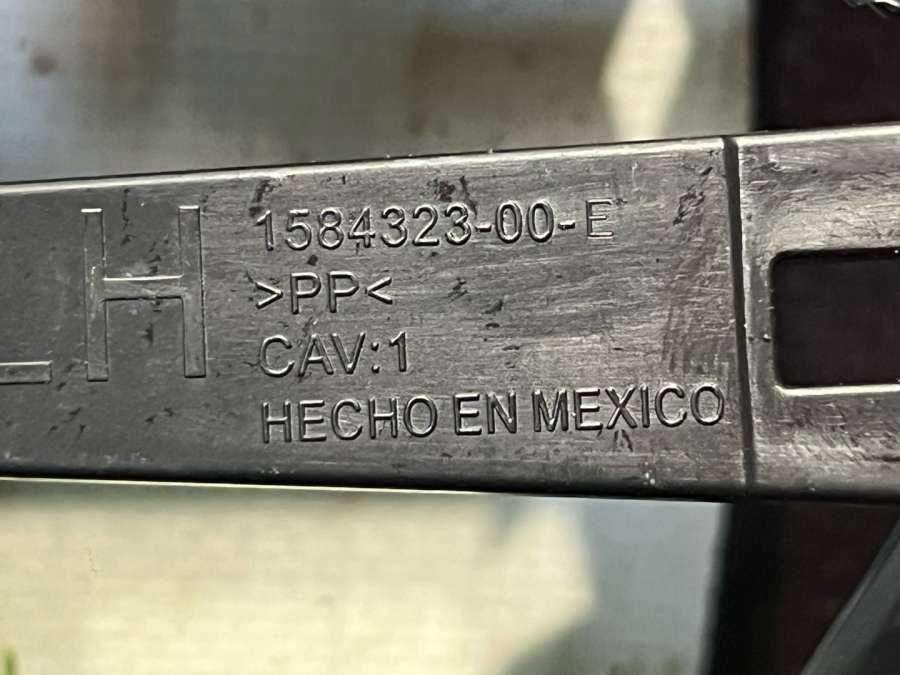 LH
1584323-00-E
>PP<
CAV:1
HECHO EN MEXICO